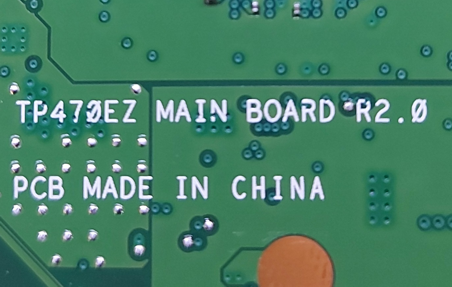 TP470EZ MAIN BOARD R2.0
PCB MADE IN CHINA